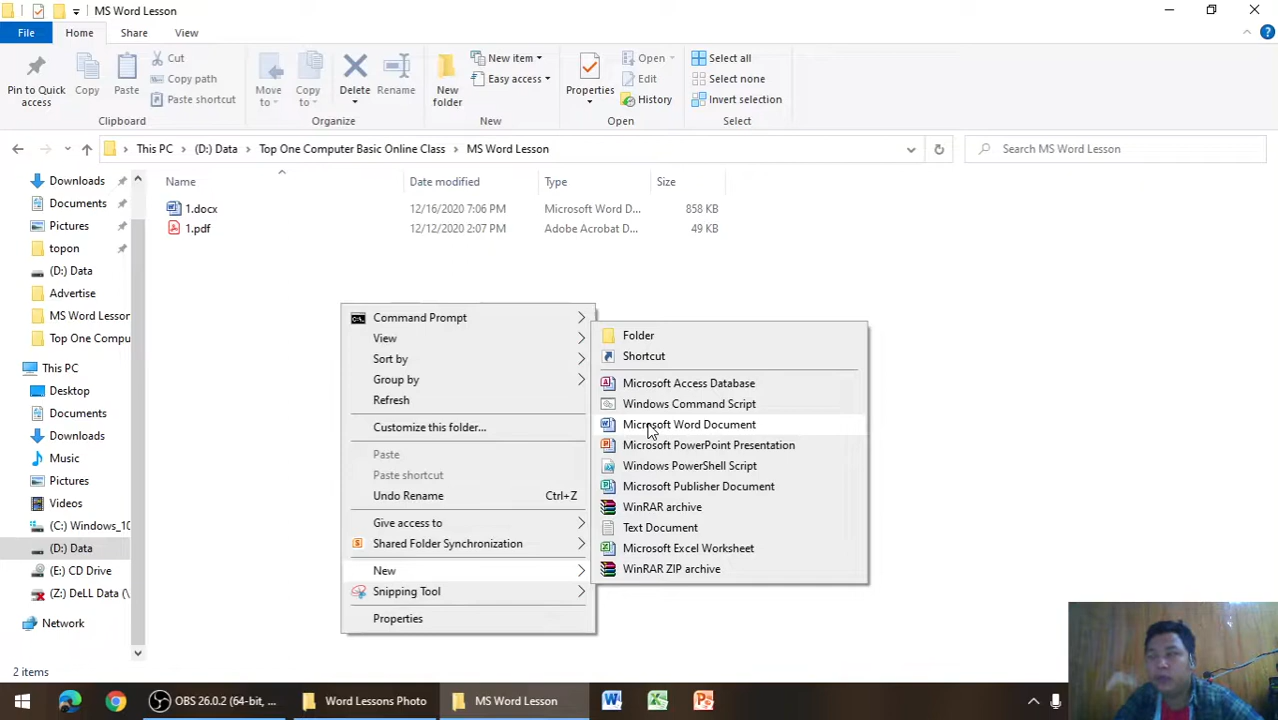 MS Word Lesson
File Home Share View
Pin to Quick access
Copy
Paste
Cut
Copy path
Paste shortcut
Clipboard
Move to
Copy to
Delete
Rename
Organize
New folder
New item
Easy access
New
Properties
Open
Edit
History
Open
Select all
Select none
Invert selection
Select
This PC > (D:) Data > Top One Computer Basic Online Class > MS Word Lesson
Search MS Word Lesson
Name Date modified Type Size
1.docx 12/16/2020 7:06 PM Microsoft Word D... 858 KB
1.pdf 12/12/2020 2:07 PM Adobe Acrobat D... 49 KB
Downloads
Documents
Pictures
topon
(D:) Data
Advertise
MS Word Lesson
Top One Compu
This PC
Desktop
Documents
Downloads
Music
Pictures
Videos
(C:) Windows_10
(D:) Data
(E:) CD Drive
(Z:) DeLL Data (\
Network
Command Prompt
View
Sort by
Group by
Refresh
Customize this folder...
Paste
Paste shortcut
Undo Rename Ctrl+Z
Give access to
Shared Folder Synchronization
New
Snipping Tool
Properties
Folder
Shortcut
Microsoft Access Database
Windows Command Script
Microsoft Word Document
Microsoft PowerPoint Presentation
Windows PowerShell Script
Microsoft Publisher Document
WinRAR archive
Text Document
Microsoft Excel Worksheet
WinRAR ZIP archive
2 items
OBS 26.0.2 (64-bit, ...
Word Lessons Photo
MS Word Lesson